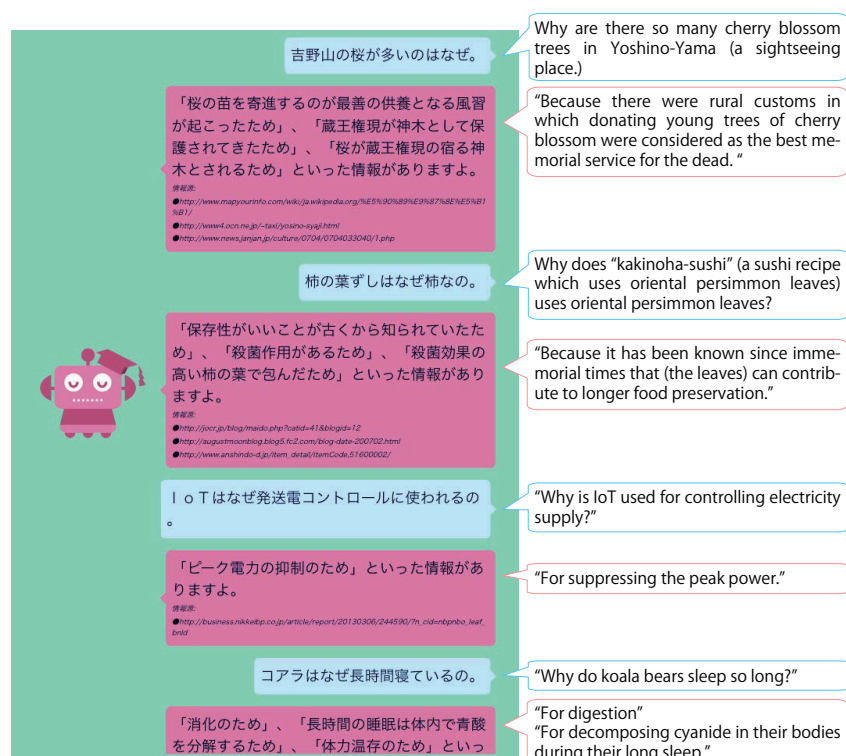 吉野山の桜が多いのはなぜ。
Why are there so many cherry blossom
trees in Yoshino-Yama (a sightseeing
place.)
「桜の苗を寄進するのが最善の供養となる風習
が起こったため」、「蔵王権現が神木として保
護されてきたため」、「桜が蔵王権現の宿る神
木とされるため」といった情報がありますよ。
情報源:
●http://www.mapyourinfo.com/wiki/ja.wikipedia.org/%E5%90%89%E9%87%8E%E5%B1
%B1/
●http://www4.ocn.ne.jp/~taxi/yosino-syaji.html
●http://www.news.janjan.jp/culture/0704/0704033040/1.php
“Because there were rural customs in
which donating young trees of cherry
blossom were considered as the best me-
morial service for the dead. “
柿の葉ずしはなぜ柿なの。
Why does “kakinoha-sushi” (a sushi recipe
which uses oriental persimmon leaves)
uses oriental persimmon leaves?
「保存性がいいことが古くから知られていたた
め」、「殺菌作用があるため」、「殺菌効果の
高い柿の葉で包んだため」といった情報があり
ますよ。
情報源:
●http://jocr.jp/blog/maido.php?catid=41&blogid=12
●http://augustmoonblog.blog5.fc2.com/blog-date-200702.html
●http://www.anshindo-d.jp/item_detail/itemCode,51600002/
“Because it has been known since imme-
morial times that (the leaves) can contrib-
ute to longer food preservation.”
IoTはなぜ発送電コントロールに使われるの
。
“Why is IoT used for controlling electricity
supply?”
「ピーク電力の抑制のため」といった情報があ
りますよ。
情報源:
●http://business.nikkeibp.co.jp/article/report/20130306/244590/?n_cid=nbpnbo_leaf_
bnld
“For suppressing the peak power.”
コアラはなぜ長時間寝ているの。
“Why do koala bears sleep so long?”
「消化のため」、「長時間の睡眠は体内で青酸
を分解するため」、「体力温存のため」といっ
“For digestion”
“For decomposing cyanide in their bodies
during their long sleep.”